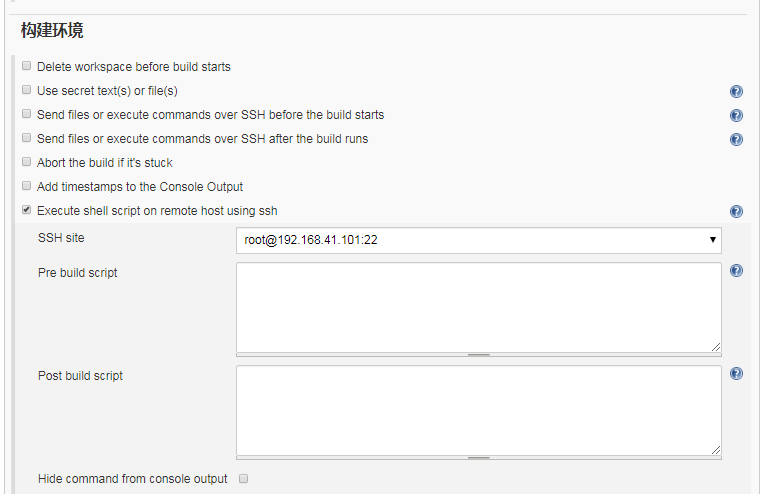 构建环境
Delete workspace before build starts
Use secret text(s) or file(s)
Send files or execute commands over SSH before the build starts
Send files or execute commands over SSH after the build runs
Abort the build if it's stuck
Add timestamps to the Console Output
Execute shell script on remote host using ssh
SSH site root@192.168.41.101:22
Pre build script
Post build script
Hide command from console output